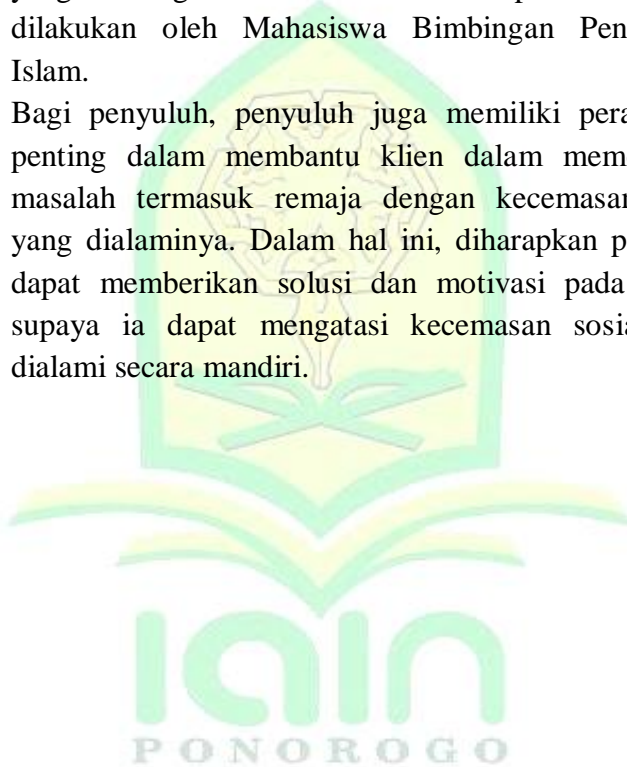 dilakukan oleh Mahasiswa Bimbingan
Islam.
Bagi penyuluh, penyuluh juga memiliki
penting dalam membantu klien dalam
masalah termasuk remaja dengan kecemasan
yang dialaminya. Dalam hal ini, diharapkan
dapat memberikan solusi dan motivasi pada
supaya ia dapat mengatasi kecemasan
dialami secara mandiri.
iain
PONOROGO